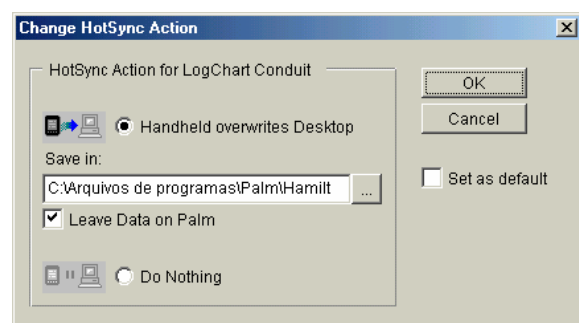 Change HotSync Action
HotSync Action for LogChart Conduit
Handheld overwrites Desktop
Save in:
C:\Arquivos de programas\Palm\Hamilt
...
Leave Data on Palm
Do Nothing
OK
Cancel
Set as default